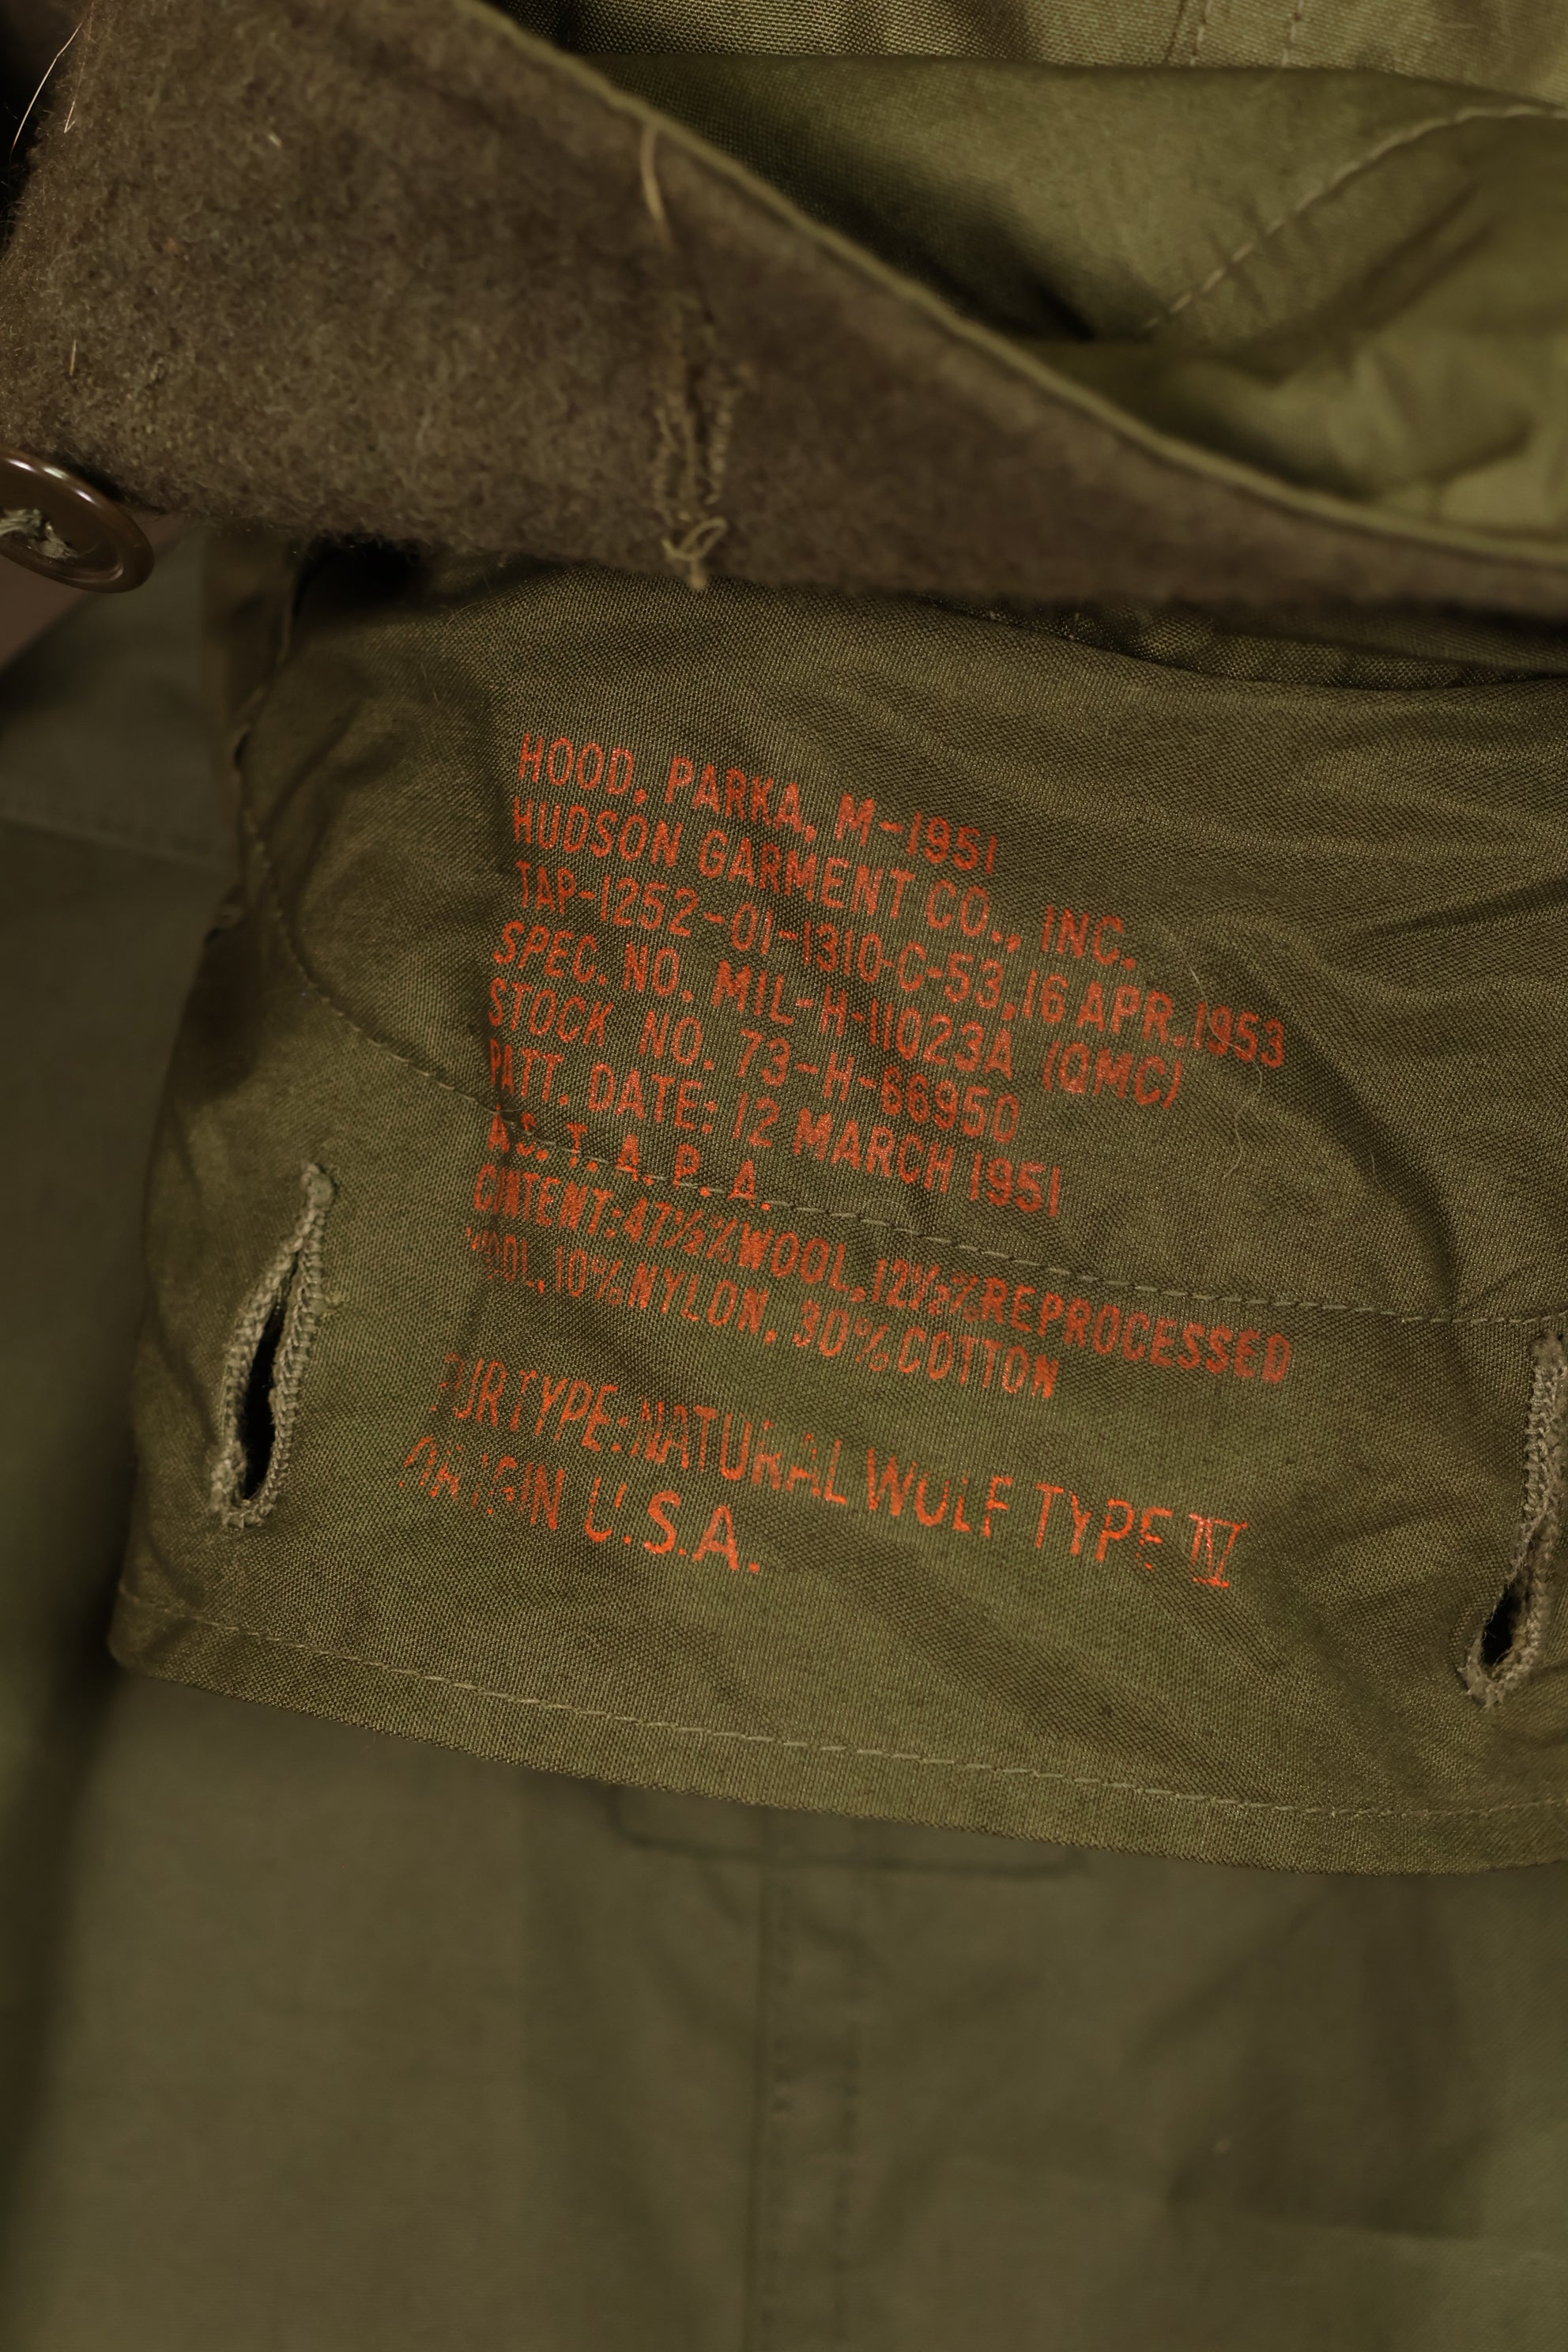 HOOD, PARKA, M-1951
HUDSON GARMENT CO., INC.
TAP-1252-01-1310-C-53,16 APR.1953
SPEC. NO. MIL-H-11023A (QMC)
STOCK NO. 73-H-66950
PATT. DATE: 12 MARCH 1951
A.S.T.A.P.A.
CONTENT:47½%WOOL,12½%REPROCESSED
WOOL,10%NYLON, 30%COTTON
FUR TYPE:NATURAL WOLF TYPE IV
ORIGIN U.S.A.